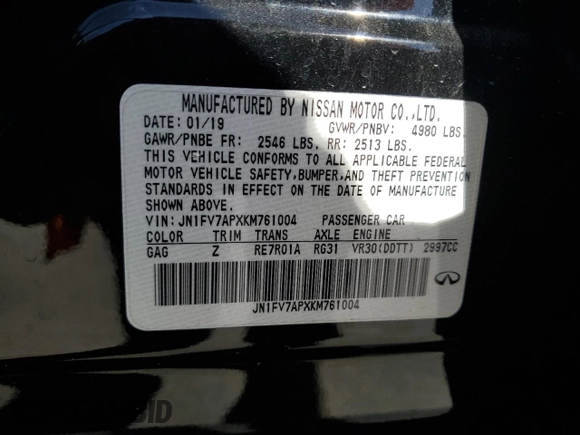 MANUFACTURED BY NISSAN MOTOR CO.,LTD.
DATE: 01/19 GVWR/PNBV: 4980 LBS.
GAWR/PNBE FR: 2546 LBS. RR: 2513 LBS.
THIS VEHICLE CONFORMS TO ALL APPLICABLE FEDERAL
MOTOR VEHICLE SAFETY,BUMPER,AND THEFT PREVENTION
STANDARDS IN EFFECT ON THE DATE OF MANUFACTURE
SHOWN ABOVE.
VIN: JN1FV7APXKM761004 PASSENGER CAR
COLOR TRIM TRANS AXLE ENGINE
GAG Z RE7R01A RG31 VR30(DDTT) 2997CC
JN1FV7APXKM761004